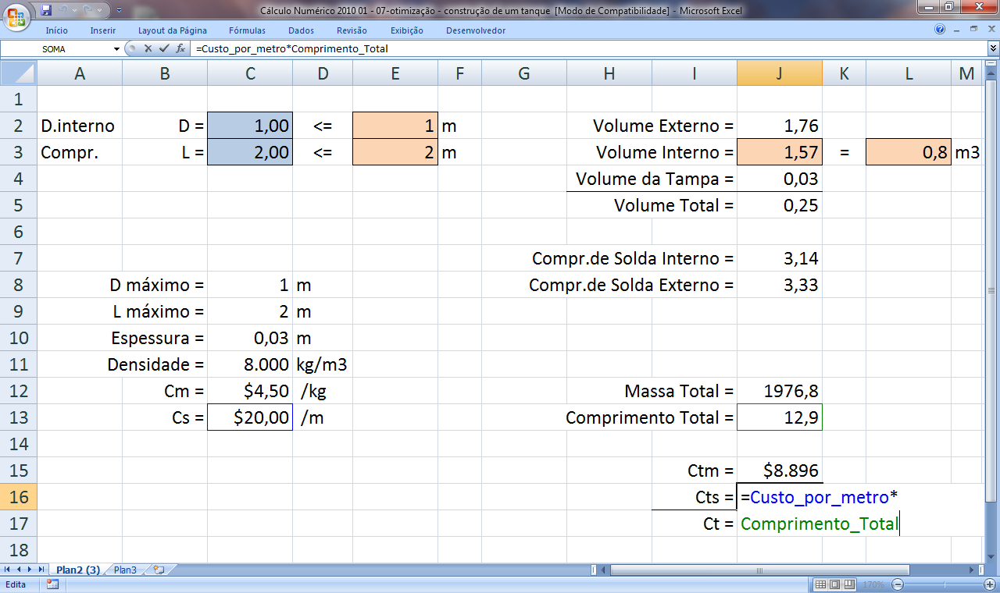 Cálculo Numérico 2010 01 - 07-otimização - construção de um tanque [Modo de Compatibilidade] - Microsoft Excel
Início Inserir Layout da Página Fórmulas Dados Revisão Exibição Desenvolvedor
SOMA fx =Custo_por_metro*Comprimento_Total
A B C D E F G H I J K L M
1
2 D.interno D = 1,00 <= 1 m Volume Externo = 1,76
3 Compr. L = 2,00 <= 2 m Volume Interno = 1,57 = 0,8 m3
4 Volume da Tampa = 0,03
5 Volume Total = 0,25
6
7 Compr.de Solda Interno = 3,14
8 D máximo = 1 m Compr.de Solda Externo = 3,33
9 L máximo = 2 m
10 Espessura = 0,03 m
11 Densidade = 8.000 kg/m3
12 Cm = $4,50 /kg Massa Total = 1976,8
13 Cs = $20,00 /m Comprimento Total = 12,9
14
15 Ctm = $8.896
16 Cts = =Custo_por_metro*
17 Ct = Comprimento_Total
18
Plan2 (3) Plan3
Edita 170%